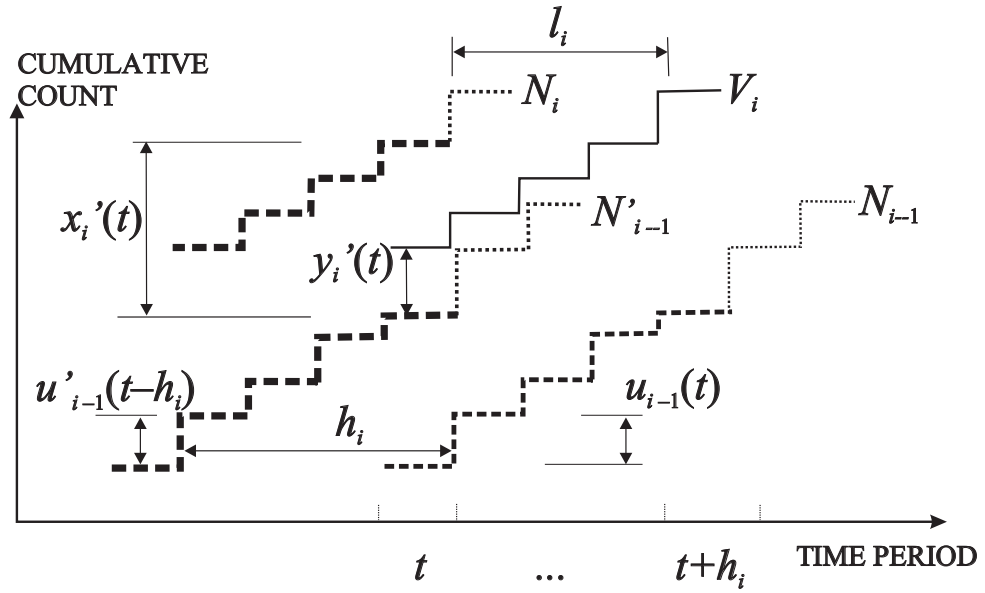 l_i
CUMULATIVE
COUNT
N_i
V_i
x_i'(t)
N'_{i--1}
N_{i--1}
y_i'(t)
u'_{i–1}(t–h_i)
h_i
u_{i–1}(t)
t
...
t+h_i
TIME PERIOD